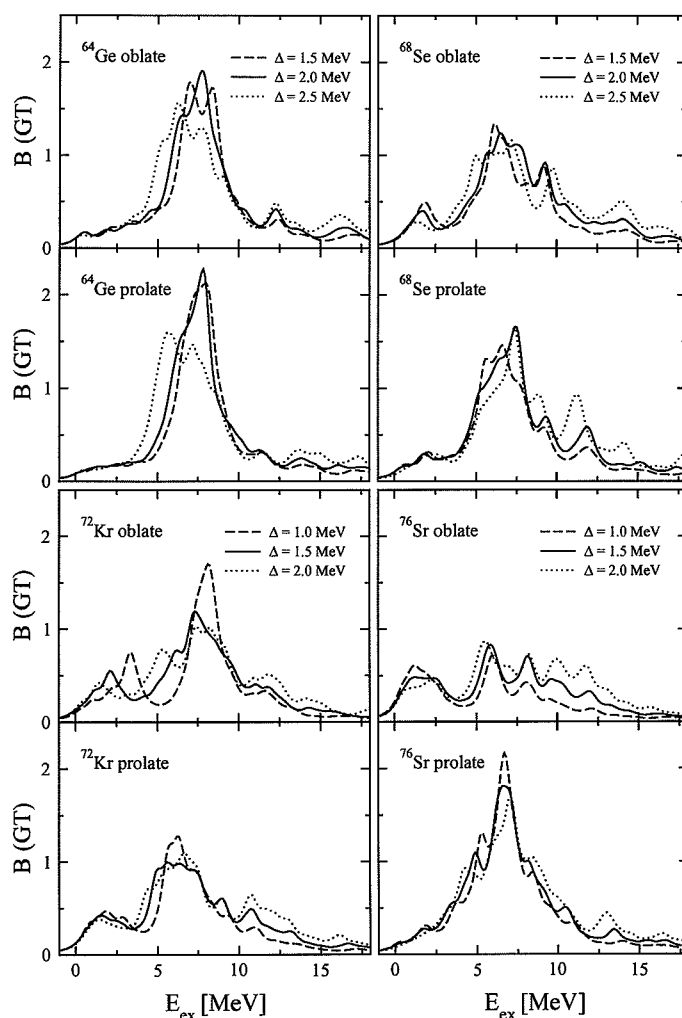 ⁶⁴Ge oblate
Δ = 1.5 MeV
Δ = 2.0 MeV
Δ = 2.5 MeV
B (GT)
2
1
0
⁶⁸Se oblate
Δ = 1.5 MeV
Δ = 2.0 MeV
Δ = 2.5 MeV
⁶⁴Ge prolate
B (GT)
2
1
0
⁶⁸Se prolate
⁷²Kr oblate
Δ = 1.0 MeV
Δ = 1.5 MeV
Δ = 2.0 MeV
B (GT)
2
1
0
⁷⁶Sr oblate
Δ = 1.0 MeV
Δ = 1.5 MeV
Δ = 2.0 MeV
⁷²Kr prolate
B (GT)
2
1
0
⁷⁶Sr prolate
0 5 10 15
0 5 10 15
E_ex [MeV]
E_ex [MeV]